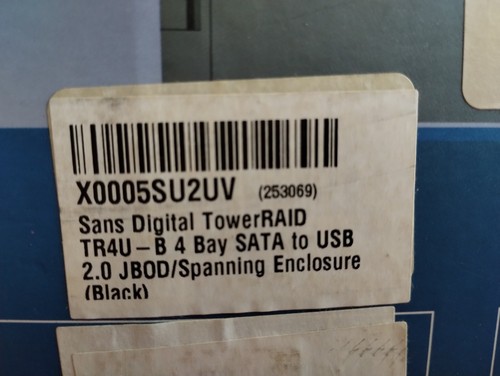 X0005SU2UV (253069)
Sans Digital TowerRAID
TR4U-B 4 Bay SATA to USB
2.0 JBOD/Spanning Enclosure
(Black)